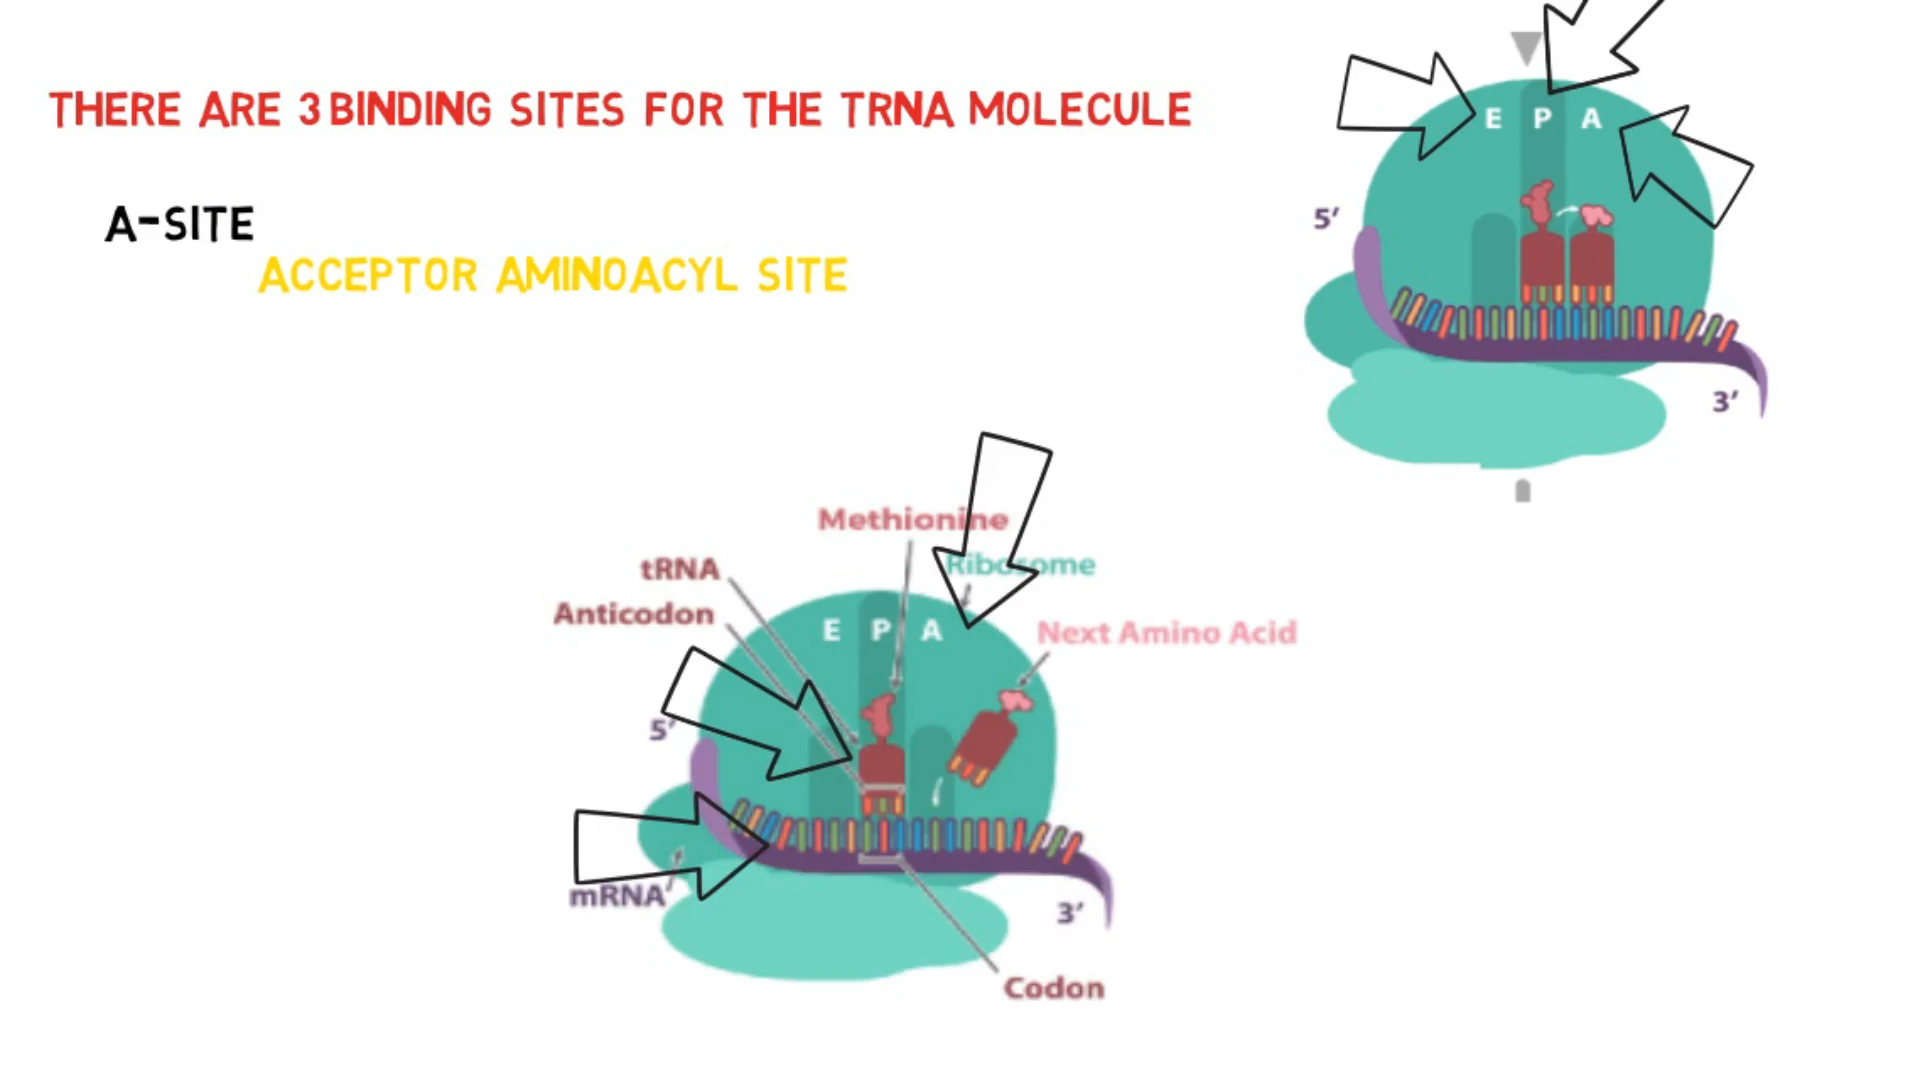 THERE ARE 3 BINDING SITES FOR THE TRNA MOLECULE
A-SITE
ACCEPTOR AMINOACYL SITE
E P A
5'
3'
Methionine
tRNA
Ribosome
Anticodon
E P A
Next Amino Acid
5'
mRNA
3'
Codon